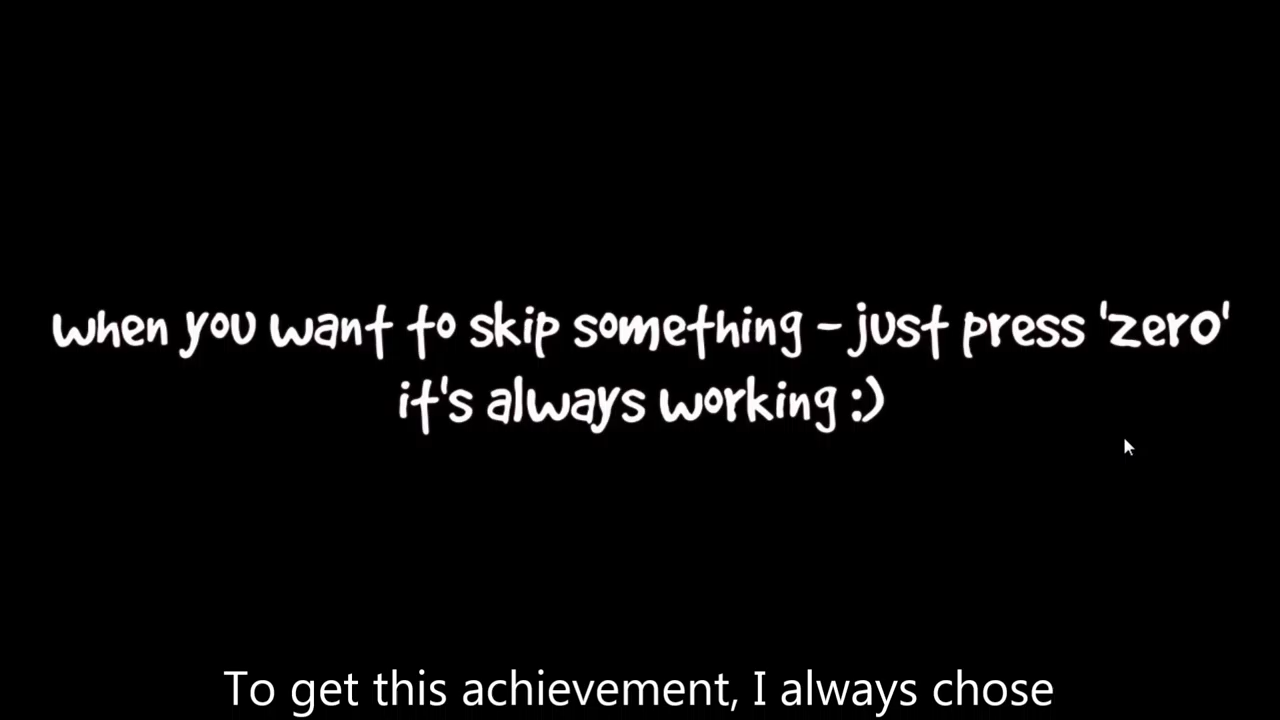 when you want to skip something - just press 'zero'
it's always working :)
To get this achievement, I always chose